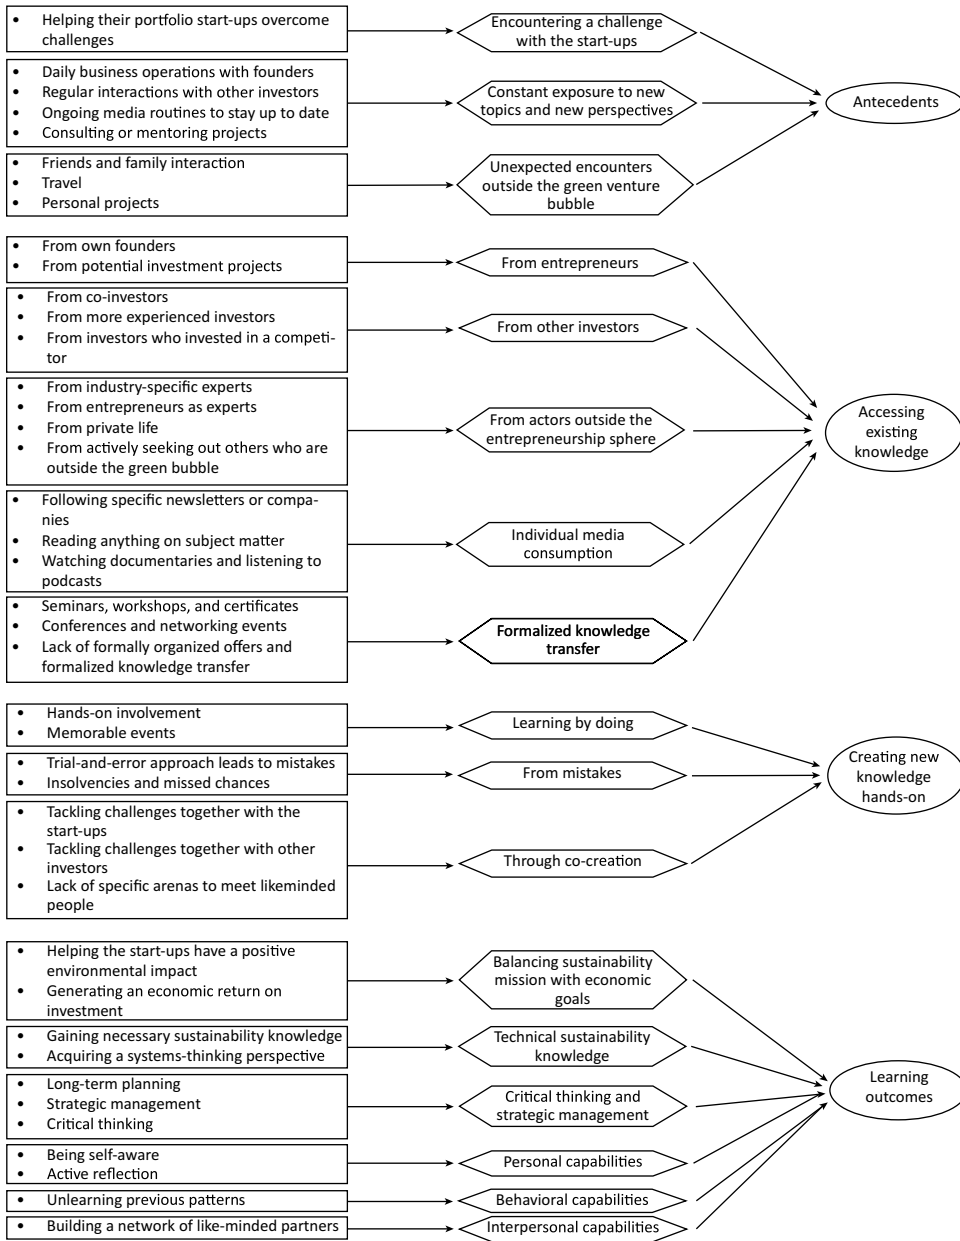 • Helping their portfolio start-ups overcome
challenges
Encountering a challenge
with the start-ups
• Daily business operations with founders
• Regular interactions with other investors
• Ongoing media routines to stay up to date
• Consulting or mentoring projects
Constant exposure to new
topics and new perspectives
Antecedents
• Friends and family interaction
• Travel
• Personal projects
Unexpected encounters
outside the green venture
bubble
• From own founders
• From potential investment projects
From entrepreneurs
• From co-investors
• From more experienced investors
• From investors who invested in a competi-
tor
From other investors
• From industry-specific experts
• From entrepreneurs as experts
• From private life
• From actively seeking out others who are
outside the green bubble
From actors outside the
entrepreneurship sphere
Accessing
existing
knowledge
• Following specific newsletters or compa-
nies
• Reading anything on subject matter
• Watching documentaries and listening to
podcasts
Individual media
consumption
• Seminars, workshops, and certificates
• Conferences and networking events
• Lack of formally organized offers and
formalized knowledge transfer
Formalized knowledge
transfer
• Hands-on involvement
• Memorable events
Learning by doing
• Trial-and-error approach leads to mistakes
• Insolvencies and missed chances
From mistakes
Creating new
knowledge
hands-on
• Tackling challenges together with the
start-ups
• Tackling challenges together with other
investors
• Lack of specific arenas to meet likeminded
people
Through co-creation
• Helping the start-ups have a positive
environmental impact
• Generating an economic return on
investment
Balancing sustainability
mission with economic
goals
• Gaining necessary sustainability knowledge
• Acquiring a systems-thinking perspective
Technical sustainability
knowledge
• Long-term planning
• Strategic management
• Critical thinking
Critical thinking and
strategic management
Learning
outcomes
• Being self-aware
• Active reflection
Personal capabilities
• Unlearning previous patterns
Behavioral capabilities
• Building a network of like-minded partners
Interpersonal capabilities